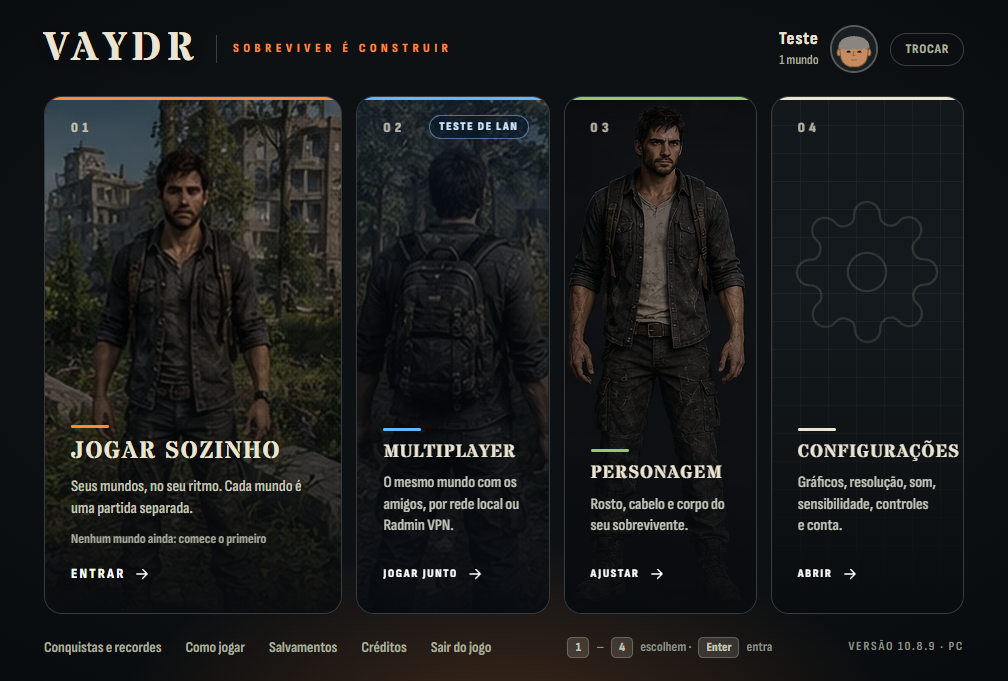 VAYDR
SOBREVIVER É CONSTRUIR
Teste
1 mundo
TROCAR
01
JOGAR SOZINHO
Seus mundos, no seu ritmo. Cada mundo é
uma partida separada.
Nenhum mundo ainda: comece o primeiro
ENTRAR →
02
TESTE DE LAN
MULTIPLAYER
O mesmo mundo com os
amigos, por rede local ou
Radmin VPN.
JOGAR JUNTO →
03
PERSONAGEM
Rosto, cabelo e corpo do
seu sobrevivente.
AJUSTAR →
04
CONFIGURAÇÕES
Gráficos, resolução, som,
sensibilidade, controles
e conta.
ABRIR →
Conquistas e recordes Como jogar Salvamentos Créditos Sair do jogo
1 – 4 escolhem · Enter entra
VERSÃO 10.8.9 · PC